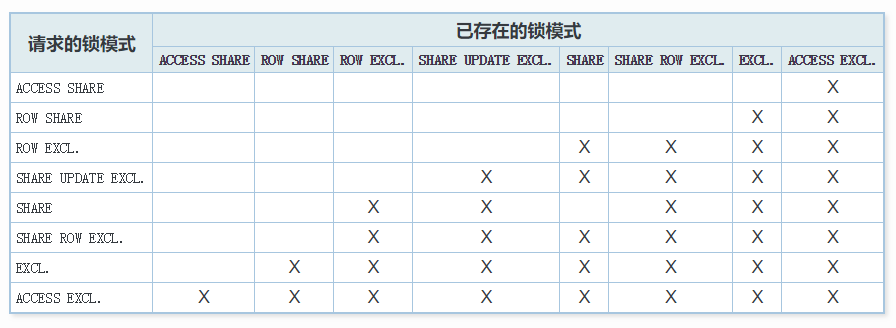 请求的锁模式 已存在的锁模式
ACCESS SHARE ROW SHARE ROW EXCL. SHARE UPDATE EXCL. SHARE SHARE ROW EXCL. EXCL. ACCESS EXCL.
ACCESS SHARE X
ROW SHARE X X
ROW EXCL. X X X X
SHARE UPDATE EXCL. X X X X X
SHARE X X X X X
SHARE ROW EXCL. X X X X X X
EXCL. X X X X X X X
ACCESS EXCL. X X X X X X X X